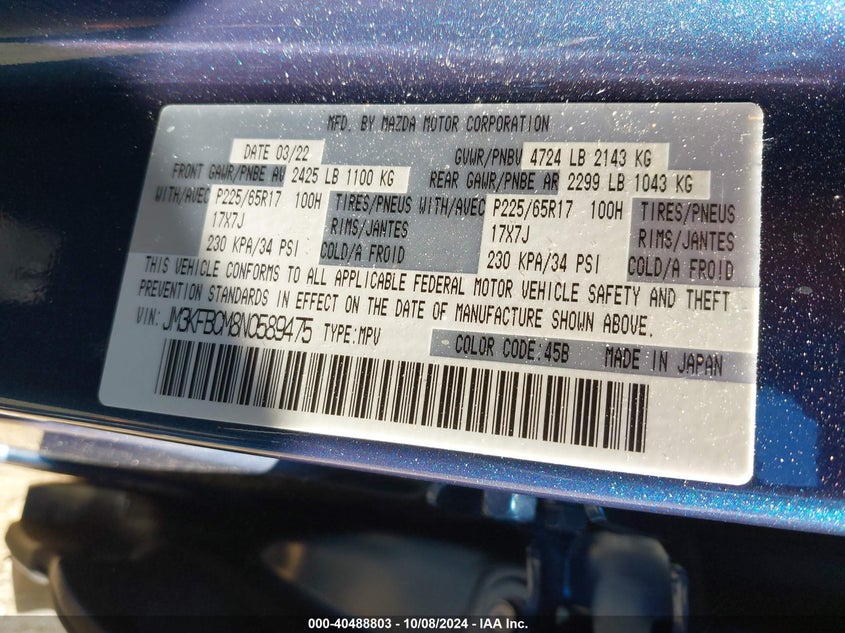 MFD. BY MAZDA MOTOR CORPORATION
DATE 03/22 GVWR/PNBV 4724 LB 2143 KG
FRONT GAWR/PNBE AV 2425 LB 1100 KG REAR GAWR/PNBE AR 2299 LB 1043 KG
WITH/AVEC P225/65R17 100H TIRES/PNEUS WITH/AVEC P225/65R17 100H TIRES/PNEUS
17X7J RIMS/JANTES 17X7J RIMS/JANTES
230 KPA/34 PSI COLD/A FROID 230 KPA/34 PSI COLD/A FROID
THIS VEHICLE CONFORMS TO ALL APPLICABLE FEDERAL MOTOR VEHICLE SAFETY AND THEFT
PREVENTION STANDARDS IN EFFECT ON THE DATE OF MANUFACTURE SHOWN ABOVE.
VIN: JM3KFBCM8N0589475 TYPE:MPV
COLOR CODE:45B MADE IN JAPAN
000-40488803 - 10/08/2024 - IAA Inc.